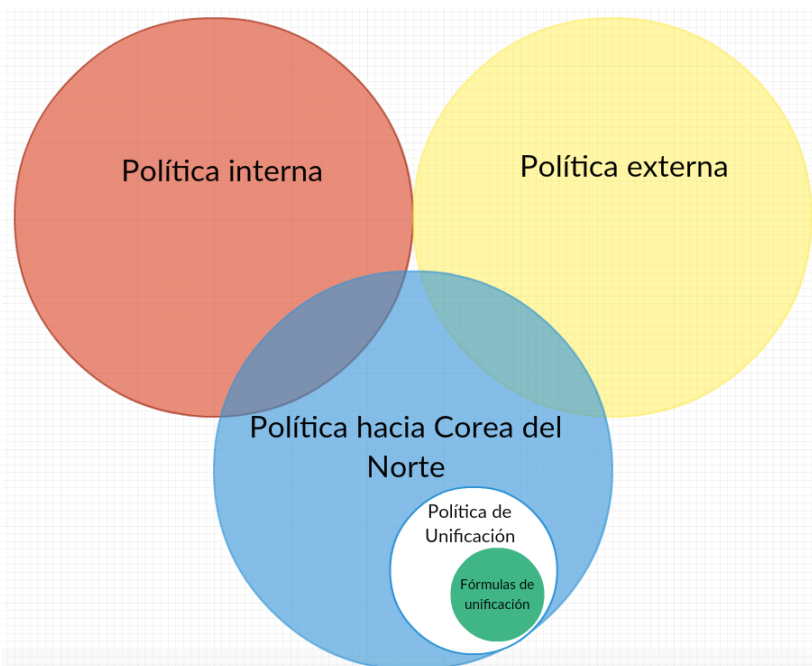 Política interna
Política externa
Política hacia Corea del
Norte
Política de
Unificación
Fórmulas de
unificación